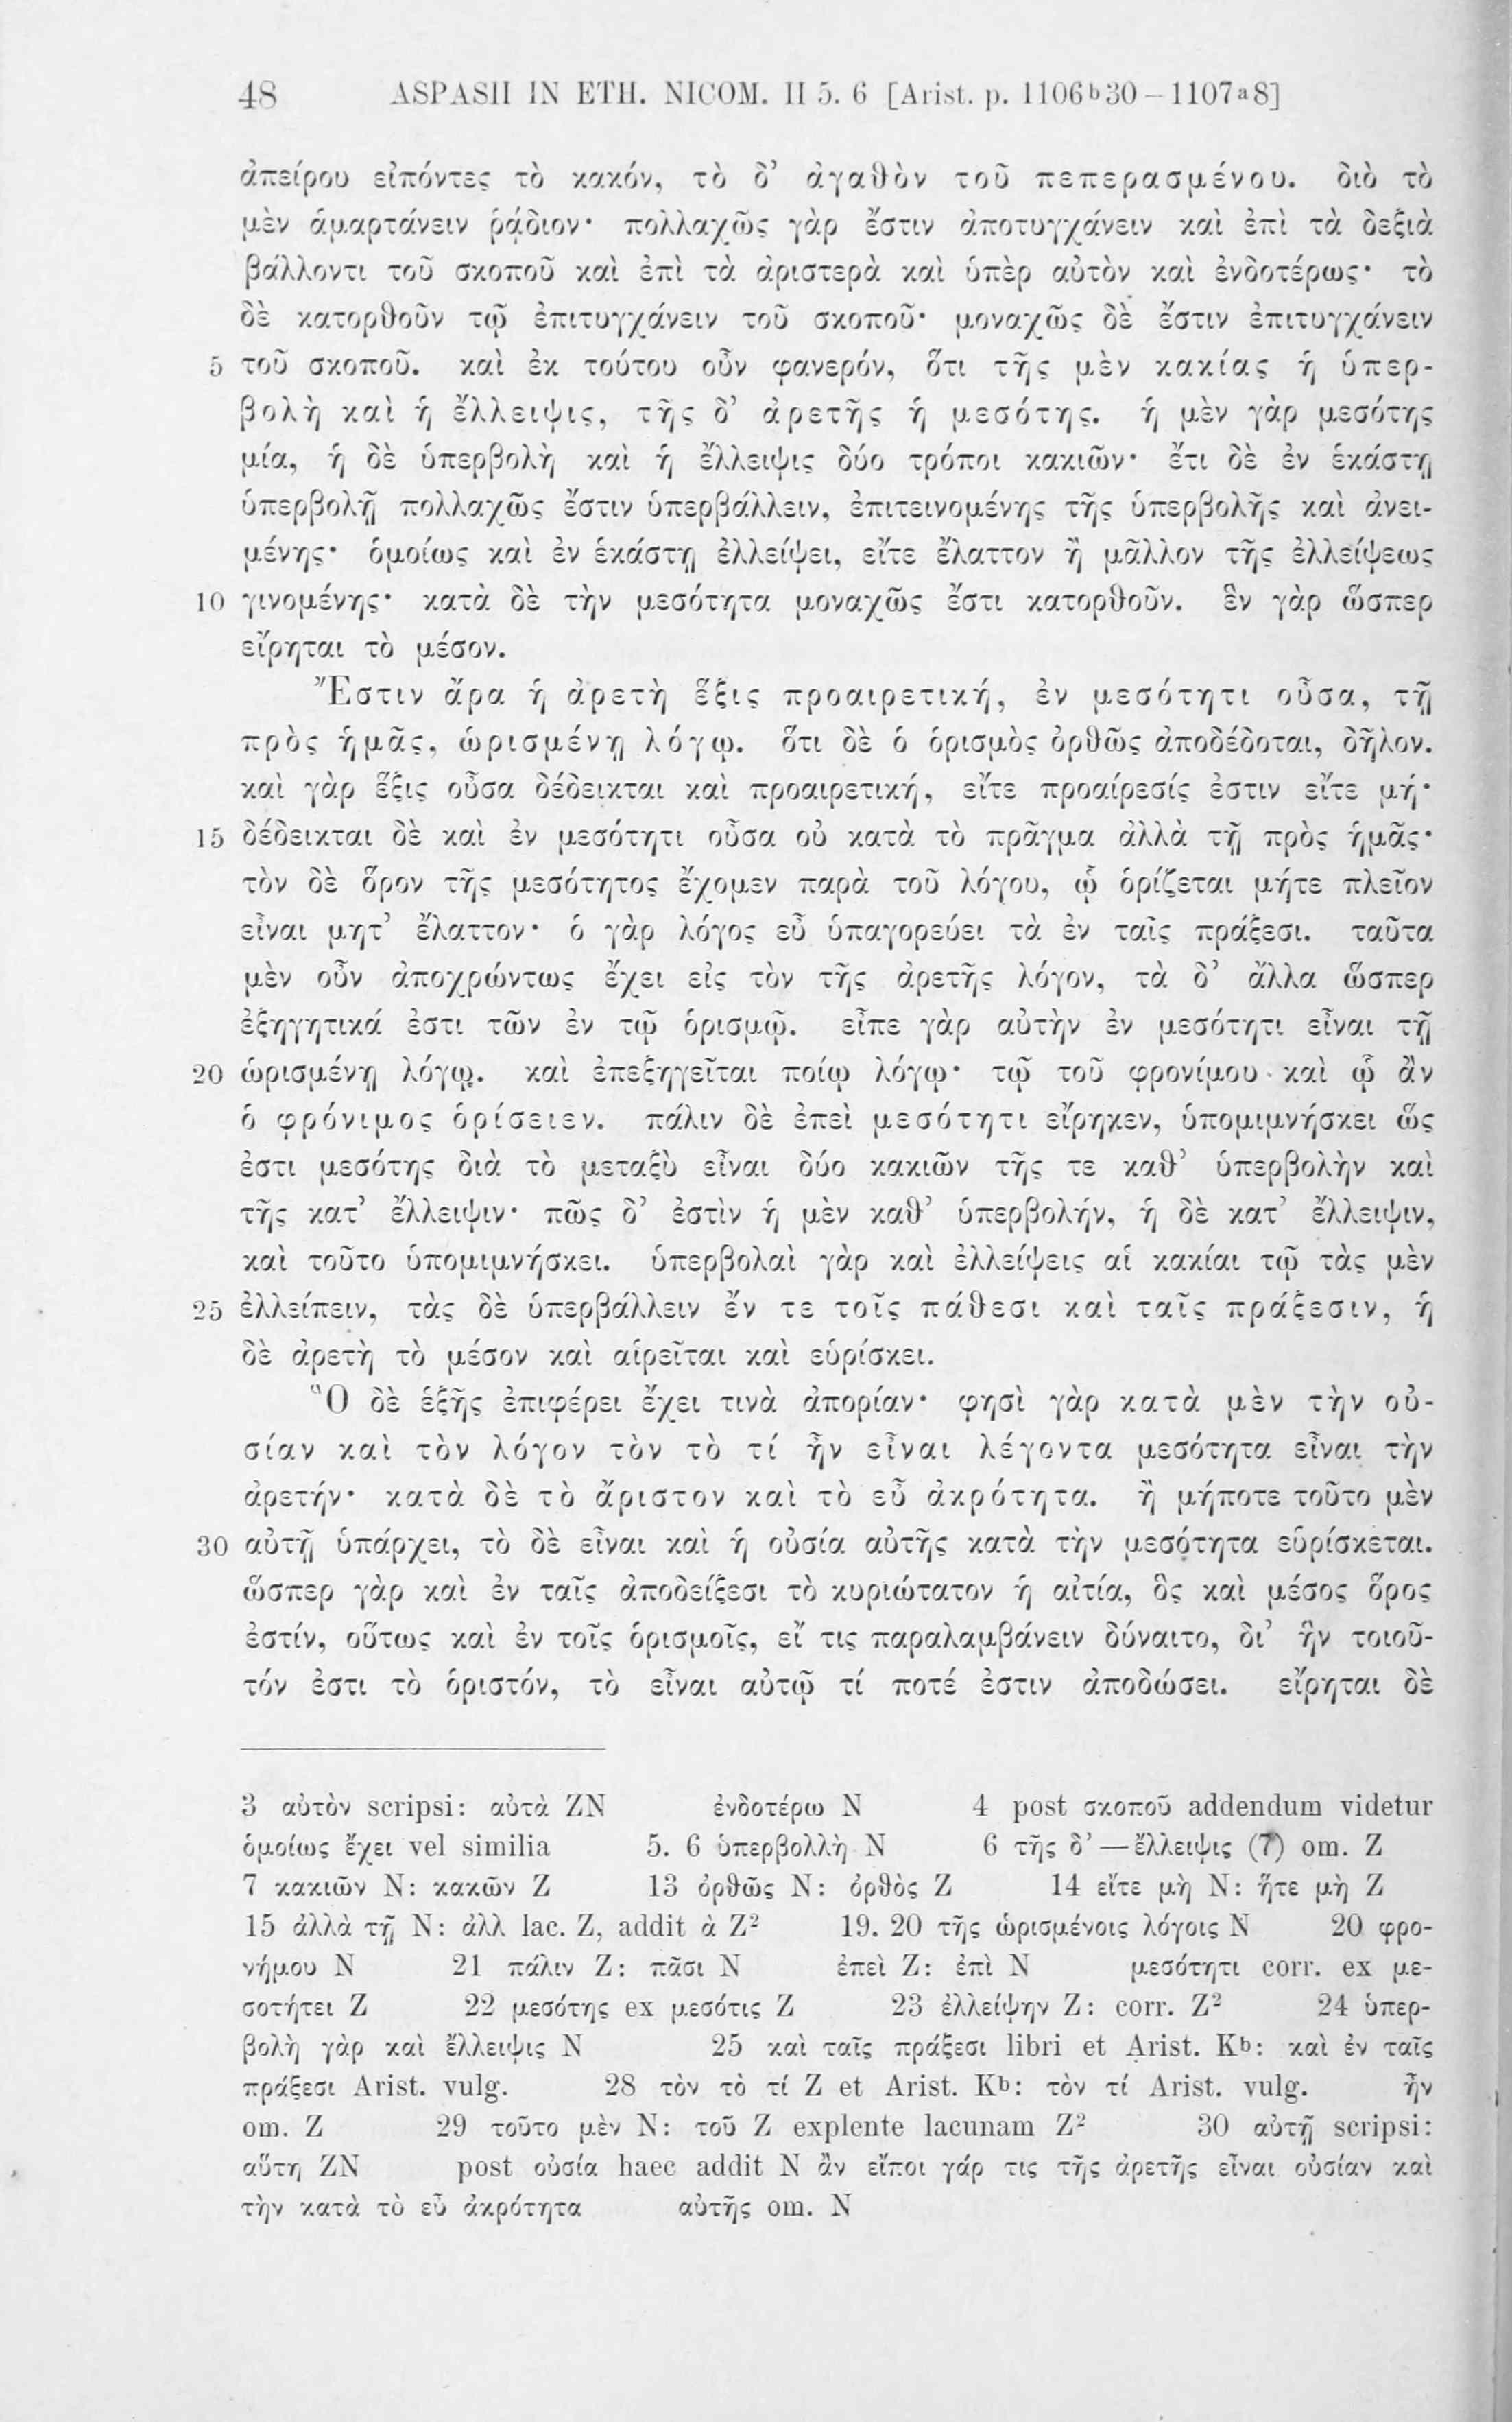 48 ASPASII IN ETH. NICOM. II 5. 6 [Arist. p. 1106ᵇ30—1107ᵃ8]
ἀπείρου εἰπόντες τὸ κακόν, τὸ δ’ ἀγαθὸν τοῦ πεπερασμένου. διὸ τὸ
μὲν ἁμαρτάνειν ῥᾴδιον· πολλαχῶς γὰρ ἔστιν ἀποτυγχάνειν καὶ ἐπὶ τὰ δεξιὰ
βάλλοντι τοῦ σκοποῦ καὶ ἐπὶ τὰ ἀριστερὰ καὶ ὑπὲρ αὐτὸν καὶ ἐνδοτέρως· τὸ
δὲ κατορθοῦν τῷ ἐπιτυγχάνειν τοῦ σκοποῦ· μοναχῶς δὲ ἔστιν ἐπιτυγχάνειν
5 τοῦ σκοποῦ. καὶ ἐκ τούτου οὖν φανερόν, ὅτι τῆς μὲν κακίας ἡ ὑπερ-
βολὴ καὶ ἡ ἔλλειψις, τῆς δ’ ἀρετῆς ἡ μεσότης. ἡ μὲν γὰρ μεσότης
μία, ἡ δὲ ὑπερβολὴ καὶ ἡ ἔλλειψις δύο τρόποι κακιῶν· ἔτι δὲ ἐν ἑκάστῃ
ὑπερβολῇ πολλαχῶς ἔστιν ὑπερβάλλειν, ἐπιτεινομένης τῆς ὑπερβολῆς καὶ ἀνει-
μένης· ὁμοίως καὶ ἐν ἑκάστῃ ἐλλείψει, εἴτε ἔλαττον ἢ μᾶλλον τῆς ἐλλείψεως
10 γινομένης· κατὰ δὲ τὴν μεσότητα μοναχῶς ἔστι κατορθοῦν. ἓν γὰρ ὥσπερ
εἴρηται τὸ μέσον.
Ἔστιν ἄρα ἡ ἀρετὴ ἕξις προαιρετική, ἐν μεσότητι οὖσα, τῇ
πρὸς ἡμᾶς, ὡρισμένῃ λόγῳ. ὅτι δὲ ὁ ὁρισμὸς ὀρθῶς ἀποδέδοται, δῆλον.
καὶ γὰρ ἕξις οὖσα δέδεικται καὶ προαιρετική, εἴτε προαίρεσίς ἐστιν εἴτε μή·
15 δέδεικται δὲ καὶ ἐν μεσότητι οὖσα οὐ κατὰ τὸ πρᾶγμα ἀλλὰ τῇ πρὸς ἡμᾶς·
τὸν δὲ ὅρον τῆς μεσότητος ἔχομεν παρὰ τοῦ λόγου, ᾧ ὁρίζεται μήτε πλεῖον
εἶναι μητ’ ἔλαττον· ὁ γὰρ λόγος εὖ ὑπαγορεύει τὰ ἐν ταῖς πράξεσι. ταῦτα
μὲν οὖν ἀποχρώντως ἔχει εἰς τὸν τῆς ἀρετῆς λόγον, τὰ δ’ ἄλλα ὥσπερ
ἐξηγητικά ἐστι τῶν ἐν τῷ ὁρισμῷ. εἶπε γὰρ αὐτὴν ἐν μεσότητι εἶναι τῇ
20 ὡρισμένῃ λόγῳ. καὶ ἐπεξηγεῖται ποίῳ λόγῳ· τῷ τοῦ φρονίμου καὶ ᾧ ἂν
ὁ φρόνιμος ὁρίσειεν. πάλιν δὲ ἐπεὶ μεσότητι εἴρηκεν, ὑπομιμνήσκει ὥς
ἐστι μεσότης διὰ τὸ μεταξὺ εἶναι δύο κακιῶν τῆς τε καθ’ ὑπερβολὴν καὶ
τῆς κατ’ ἔλλειψιν· πῶς δ’ ἐστὶν ἡ μὲν καθ’ ὑπερβολήν, ἡ δὲ κατ’ ἔλλειψιν,
καὶ τοῦτο ὑπομιμνήσκει. ὑπερβολαὶ γὰρ καὶ ἐλλείψεις αἱ κακίαι τῷ τὰς μὲν
25 ἐλλείπειν, τὰς δὲ ὑπερβάλλειν ἔν τε τοῖς πάθεσι καὶ ταῖς πράξεσιν, ἡ
δὲ ἀρετὴ τὸ μέσον καὶ αἱρεῖται καὶ εὑρίσκει.
Ὃ δὲ ἑξῆς ἐπιφέρει ἔχει τινὰ ἀπορίαν· φησὶ γὰρ κατὰ μὲν τὴν οὐ-
σίαν καὶ τὸν λόγον τὸν τὸ τί ἦν εἶναι λέγοντα μεσότητα εἶναι τὴν
ἀρετήν· κατὰ δὲ τὸ ἄριστον καὶ τὸ εὖ ἀκρότητα. ἢ μήποτε τοῦτο μὲν
30 αὐτῇ ὑπάρχει, τὸ δὲ εἶναι καὶ ἡ οὐσία αὐτῆς κατὰ τὴν μεσότητα εὑρίσκεται.
ὥσπερ γὰρ καὶ ἐν ταῖς ἀποδείξεσι τὸ κυριώτατον ἡ αἰτία, ὃς καὶ μέσος ὅρος
ἐστίν, οὕτως καὶ ἐν τοῖς ὁρισμοῖς, εἴ τις παραλαμβάνειν δύναιτο, δι’ ἣν τοιοῦ-
τόν ἐστι τὸ ὁριστόν, τὸ εἶναι αὐτῷ τί ποτέ ἐστιν ἀποδώσει. εἴρηται δὲ
3 αὐτὸν scripsi: αὐτὰ ZN ἐνδοτέρω N 4 post σκοποῦ addendum videtur
ὁμοίως ἔχει vel similia 5. 6 ὑπερβολλὴ N 6 τῆς δ’ — ἔλλειψις (7) om. Z
7 κακιῶν N: κακῶν Z 13 ὀρθῶς N: ὀρθὸς Z 14 εἴτε μὴ N: ἤτε μὴ Z
15 ἀλλὰ τῇ N: ἀλλ lac. Z, addit ὰ Z² 19. 20 τῆς ὡρισμένοις λόγοις N 20 φρο-
νήμου N 21 πάλιν Z: πᾶσι N ἐπεὶ Z: ἐπὶ N μεσότητι corr. ex με-
σοτήτει Z 22 μεσότης ex μεσότις Z 23 ἐλλείψην Z: corr. Z² 24 ὑπερ-
βολὴ γὰρ καὶ ἔλλειψις N 25 καὶ ταῖς πράξεσι libri et Arist. Kᵇ: καὶ ἐν ταῖς
πράξεσι Arist. vulg. 28 τὸν τὸ τί Z et Arist. Kᵇ: τὸν τί Arist. vulg. ἦν
om. Z 29 τοῦτο μὲν N: τοῦ Z explente lacunam Z² 30 αὐτῇ scripsi:
αὕτη ZN post οὐσία haec addit N ἂν εἴποι γάρ τις τῆς ἀρετῆς εἶναι οὐσίαν καὶ
τὴν κατὰ τὸ εὖ ἀκρότητα αὐτῆς om. N